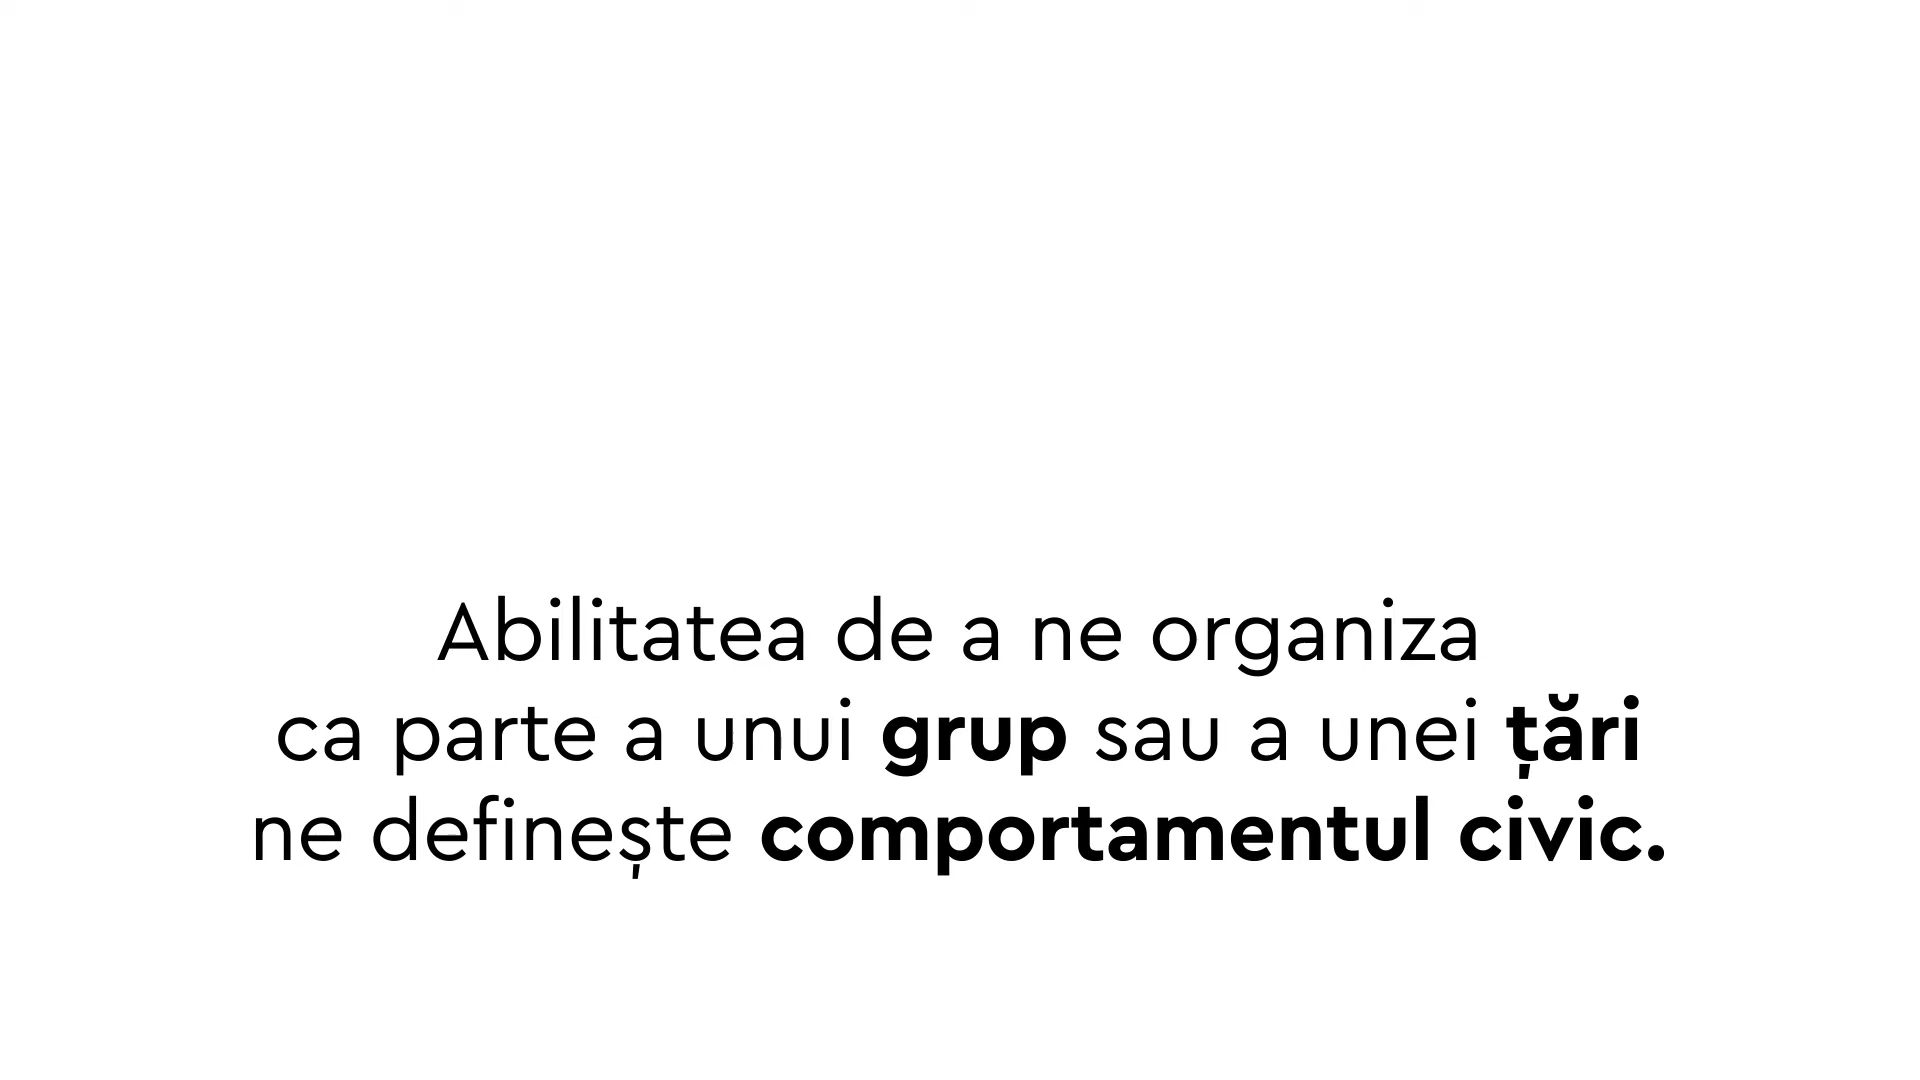 Abilitatea de a ne organiza
ca parte a unui grup sau a unei țări
ne definește comportamentul civic.